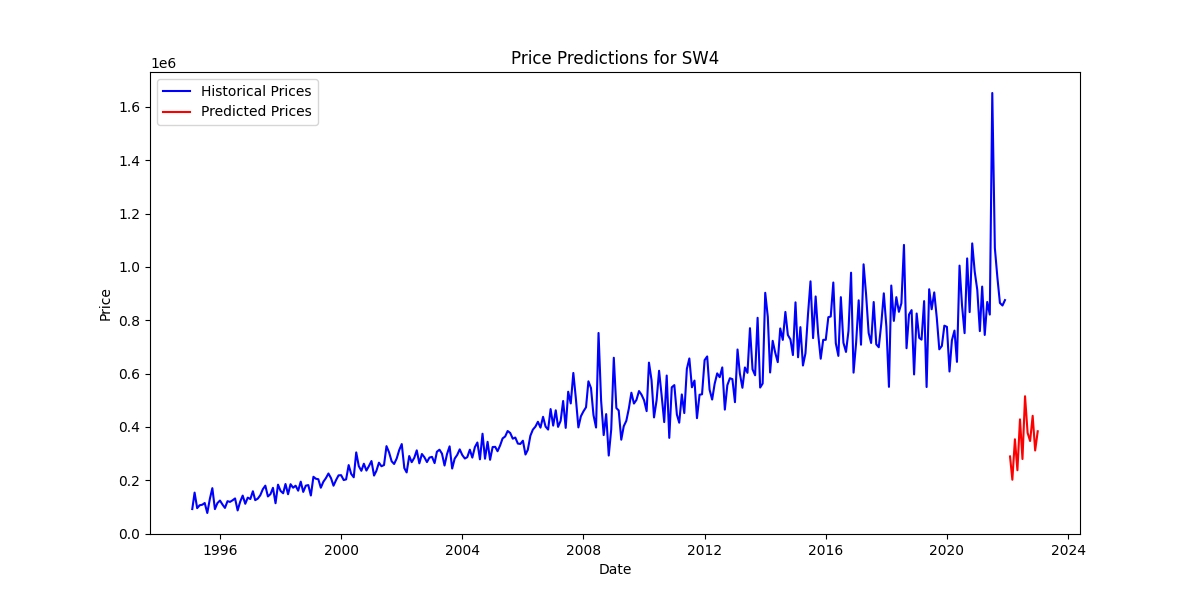 Price Predictions for SW4
1e6
Historical Prices
Predicted Prices
1.6
1.4
1.2
1.0
0.8
0.6
0.4
0.2
0.0
Price
1996 2000 2004 2008 2012 2016 2020 2024
Date